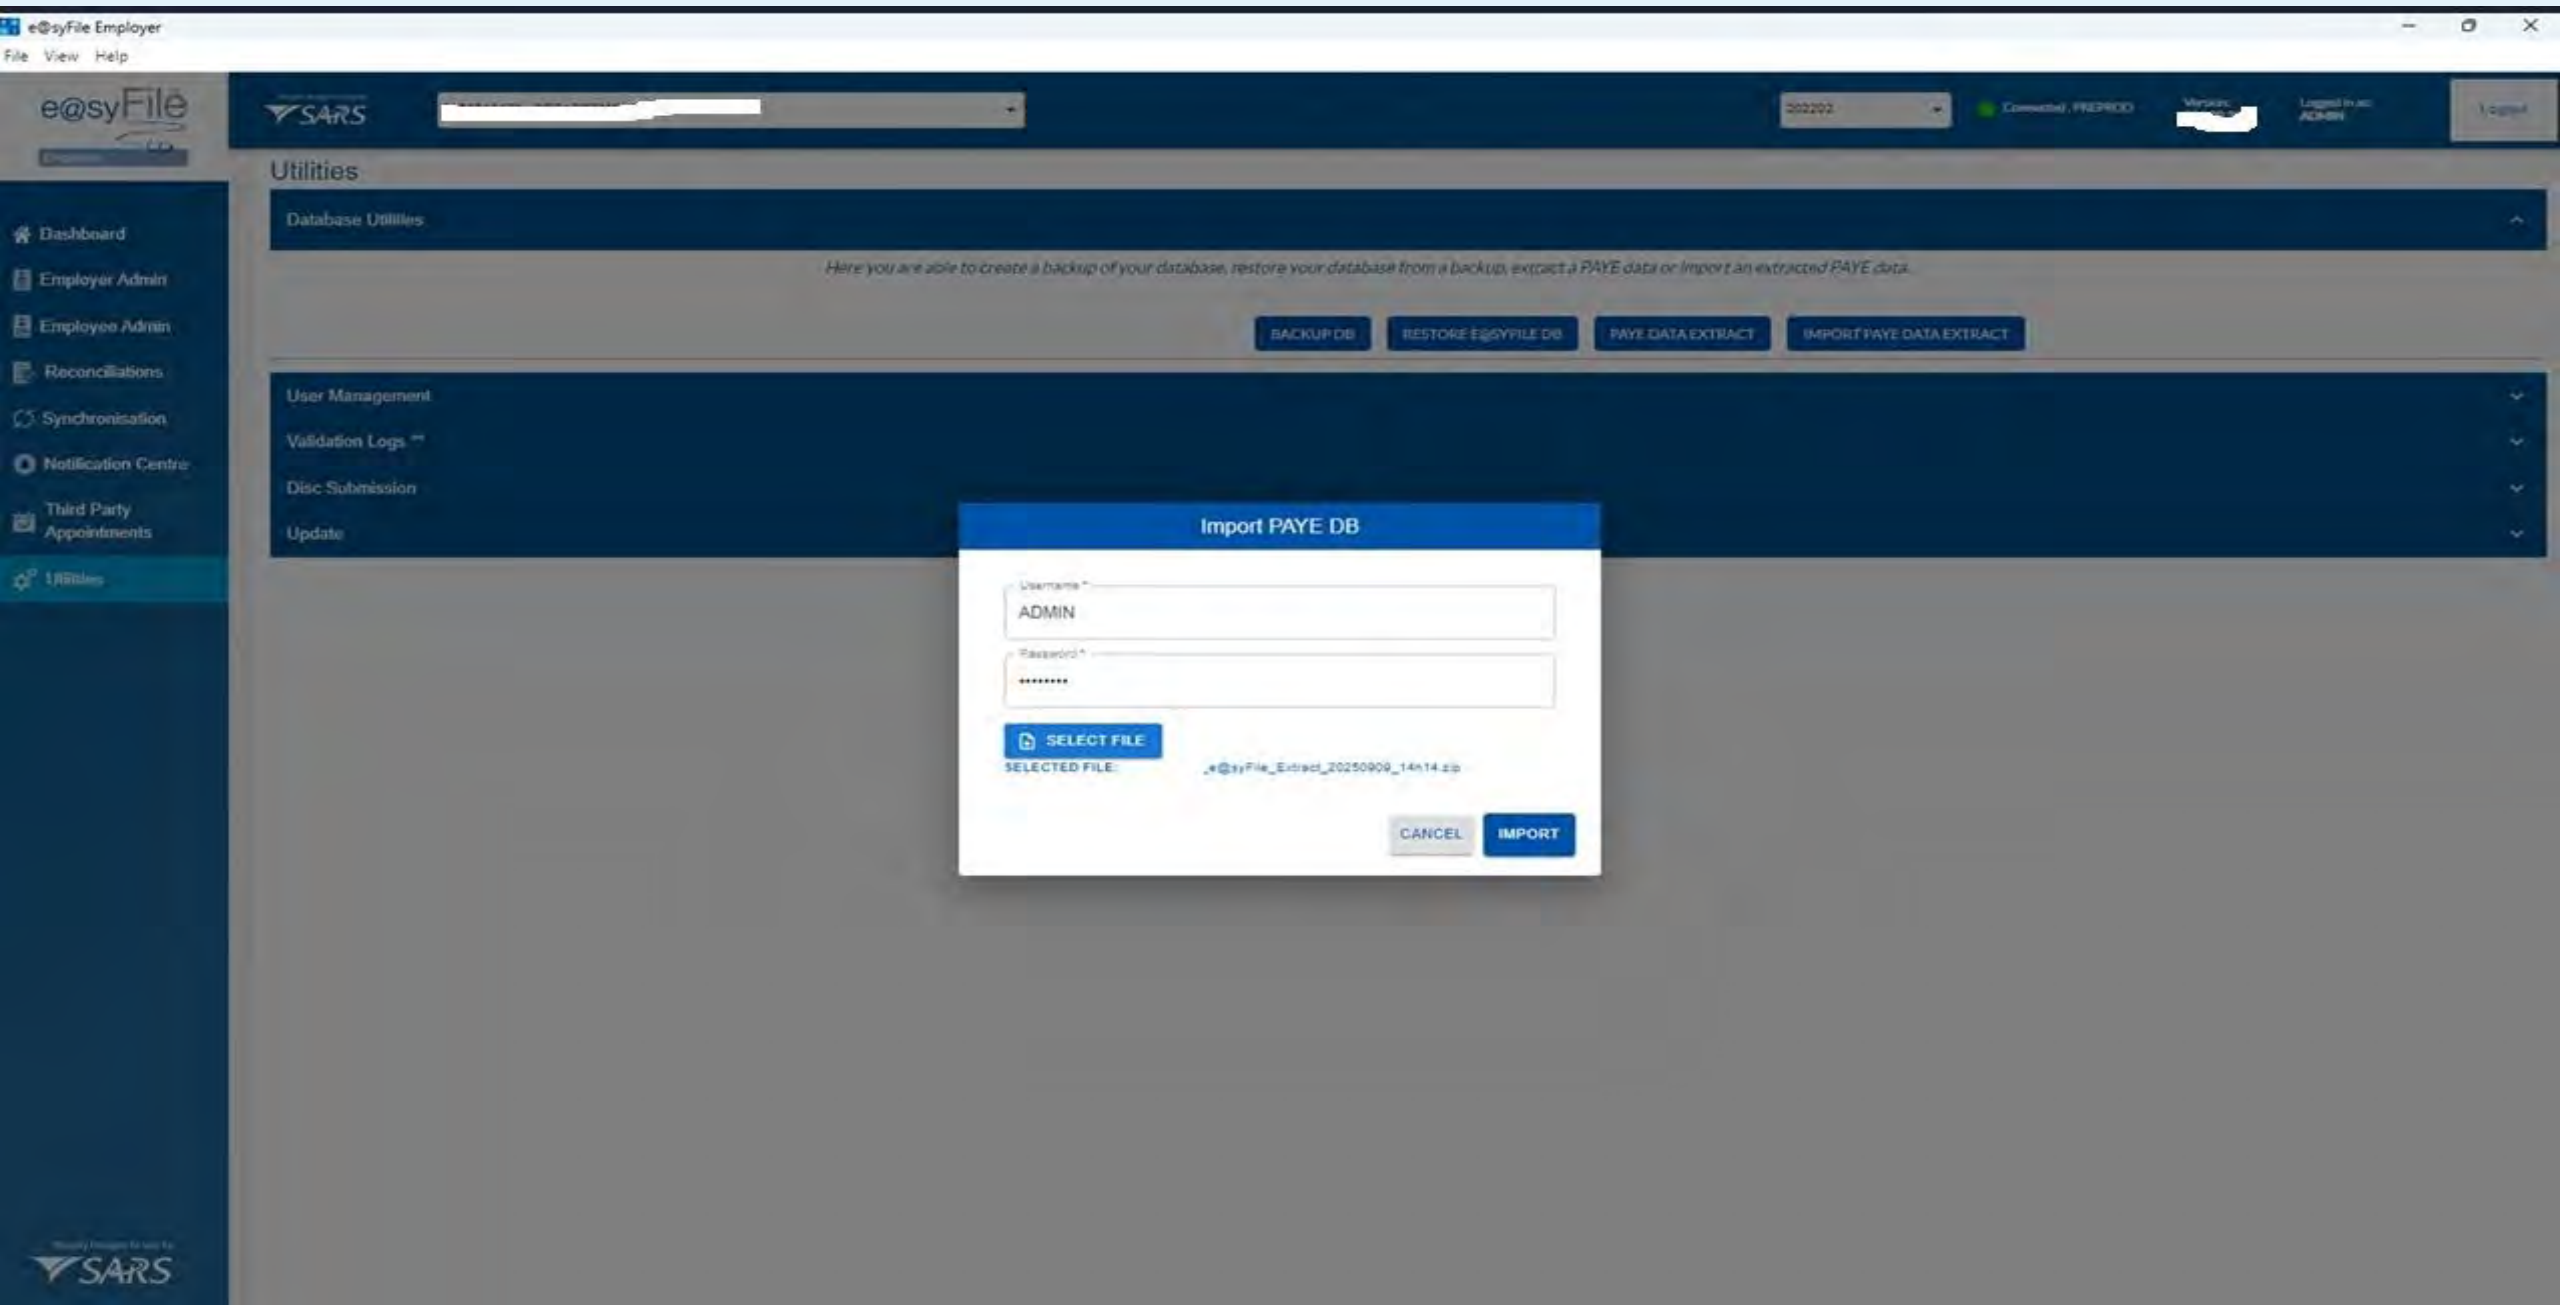 e@syFile Employer
File View Help
e@syFile
SARS
202202
Connected, PREPROD
Version:
Logged in as:
ADMIN
Logout
Utilities
Database Utilities
Here you are able to create a backup of your database, restore your database from a backup, extract a PAYE data or import an extracted PAYE data.
BACKUP DB
RESTORE E@SYFILE DB
PAYE DATA EXTRACT
IMPORT PAYE DATA EXTRACT
User Management
Validation Logs
Disc Submission
Update
Dashboard
Employer Admin
Employee Admin
Reconciliations
Synchronisation
Notification Centre
Third Party
Appointments
Utilities
Import PAYE DB
Username *
ADMIN
Password *
••••••••
SELECT FILE
SELECTED FILE: _e@syFile_Extract_20250909_14h14.zip
CANCEL
IMPORT
SARS